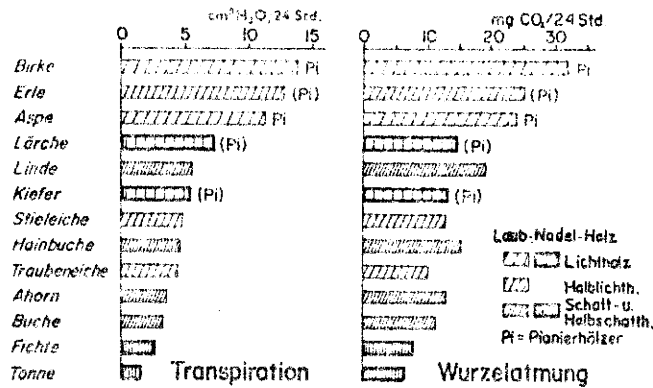 cm³ H₂O, 24 Std.
0 5 10 15
mg CO₂/24 Std.
0 10 20 30
Birke Pi Pi
Erle (Pi) (Pi)
Aspe Pi Pi
Lärche (Pi) (Pi)
Linde
Kiefer (Pi) (Pi)
Stieleiche
Hainbuche
Traubeneiche
Ahorn
Buche
Fichte
Tanne
Transpiration
Wurzelatmung
Laub-Nadel-Holz
Lichtholz
Halblichth.
Schatt-u.
Halbschatth.
Pi = Pionierhölzer